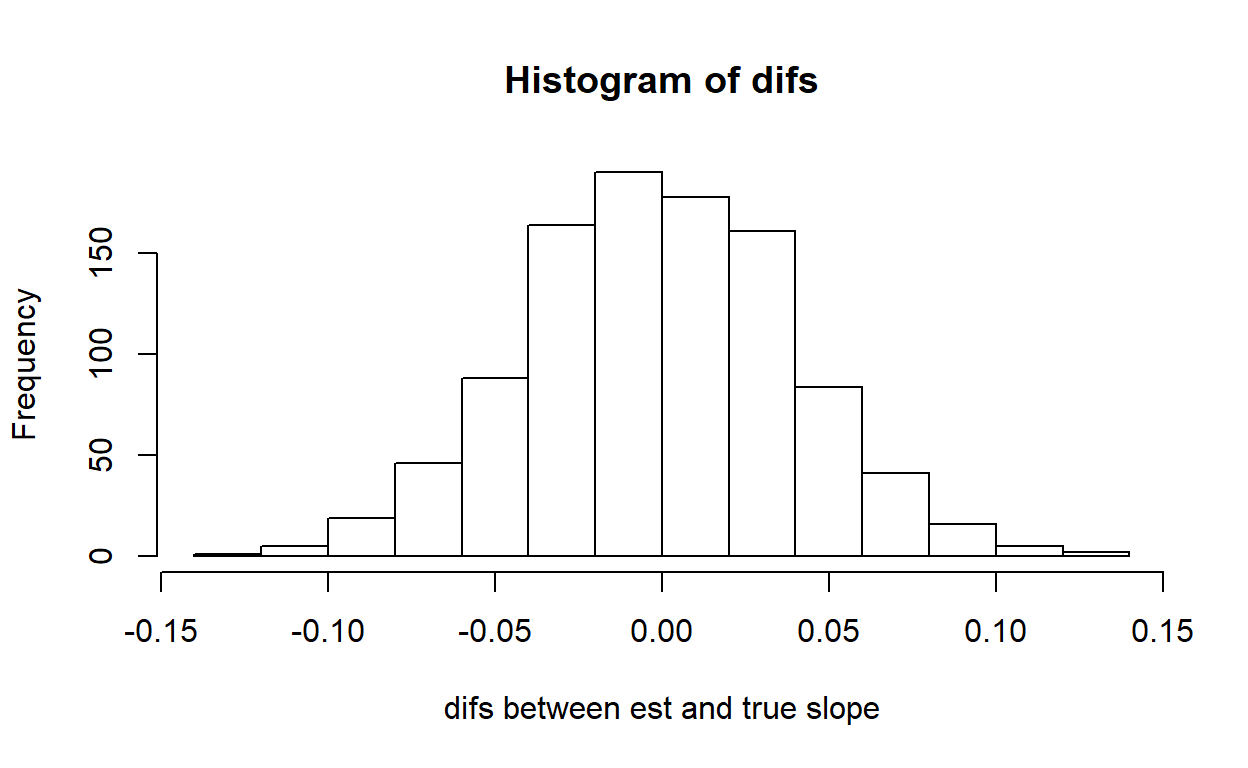 Histogram of difs
Frequency
150
100
50
0
-0.15 -0.10 -0.05 0.00 0.05 0.10 0.15
difs between est and true slope